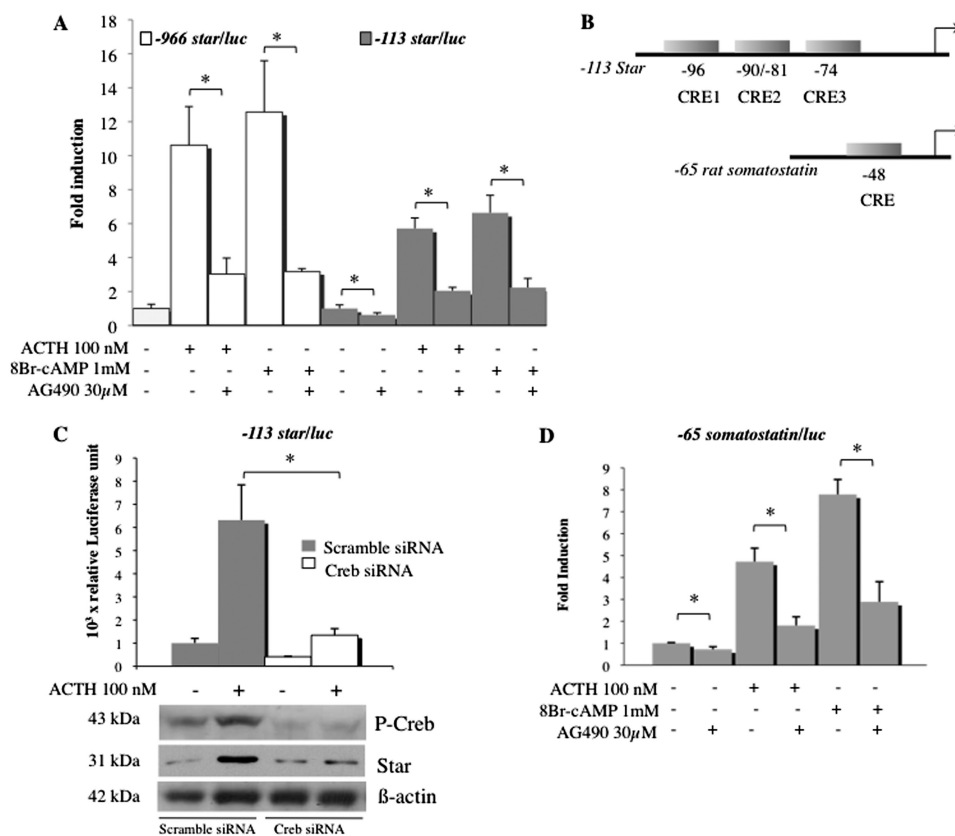 A
-966 star/luc
-113 star/luc
Fold induction
18
16
14
12
10
8
6
4
2
0
* * * * *
ACTH 100 nM - + + - - - - + + - -
8Br-cAMP 1mM - - - + + - - - - + +
AG490 30µM - - + - + - + - + - +
B
-113 Star
-96 -90/-81 -74
CRE1 CRE2 CRE3
-65 rat somatostatin
-48
CRE
C
-113 star/luc
10³ x relative Luciferase unit
9
8
7
6
5
4
3
2
1
0
*
Scramble siRNA
Creb siRNA
ACTH 100 nM - + - +
43 kDa P-Creb
31 kDa Star
42 kDa ß-actin
Scramble siRNA Creb siRNA
D
-65 somatostatin/luc
Fold Induction
9
8
7
6
5
4
3
2
1
0
* * *
ACTH 100 nM - - + + - -
8Br-cAMP 1mM - - - - + +
AG490 30µM - + - + - +